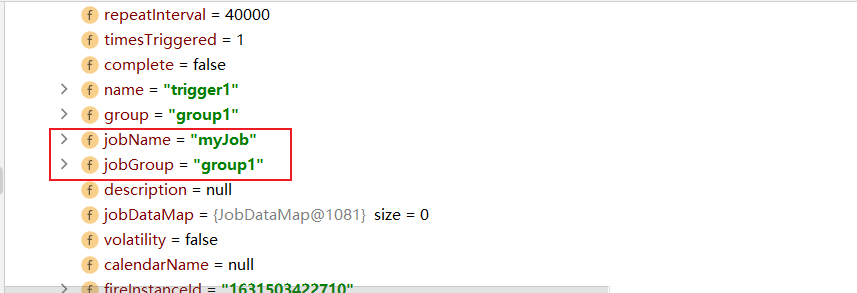 f repeatInterval = 40000
f timesTriggered = 1
f complete = false
f name = "trigger1"
f group = "group1"
f jobName = "myJob"
f jobGroup = "group1"
f description = null
f jobDataMap = {JobDataMap@1081} size = 0
f volatility = false
f calendarName = null
f fireInstanceId = "1631503422710"